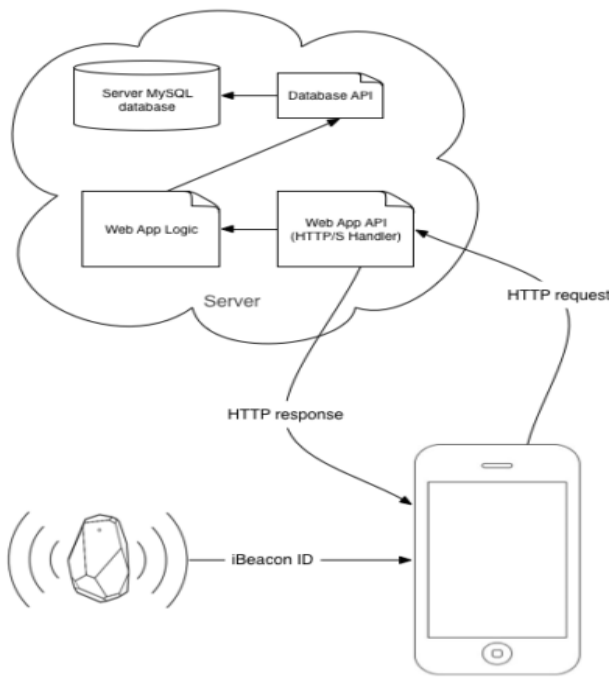 Server MySQL
database
Database API
Web App Logic
Web App API
(HTTP/S Handler)
Server
HTTP request
HTTP response
iBeacon ID